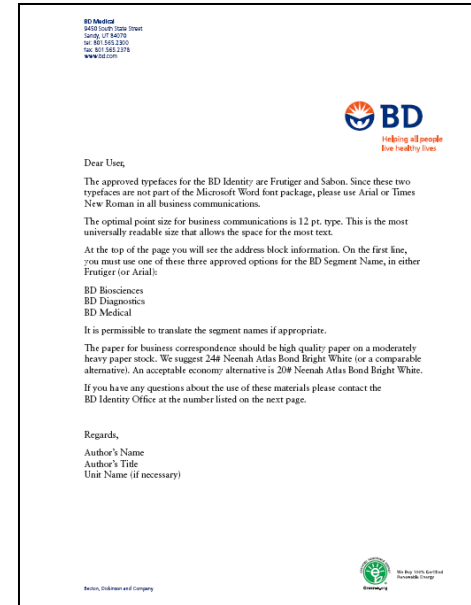 BD Medical
9450 South State Street
Sandy, UT 84070
tel: 801.565.2300
fax: 801.565.2378
www.bd.com
BD
Helping all people
live healthy lives
Dear User,
The approved typefaces for the BD Identity are Frutiger and Sabon. Since these two
typefaces are not part of the Microsoft Word font package, please use Arial or Times
New Roman in all business communications.
The optimal point size for business communications is 12 pt. type. This is the most
universally readable size that allows the space for the most text.
At the top of the page you will see the address block information. On the first line,
you must use one of these three approved options for the BD Segment Name, in either
Frutiger (or Arial):
BD Biosciences
BD Diagnostics
BD Medical
It is permissible to translate the segment names if appropriate.
The paper for business correspondence should be high quality paper on a moderately
heavy paper stock. We suggest 24# Neenah Atlas Bond Bright White (or a comparable
alternative). An acceptable economy alternative is 20# Neenah Atlas Bond Bright White.
If you have any questions about the use of these materials please contact the
BD Identity Office at the number listed on the next page.
Regards,
Author's Name
Author's Title
Unit Name (if necessary)
We Buy 100% Certified
Renewable Energy
Becton, Dickinson and Company